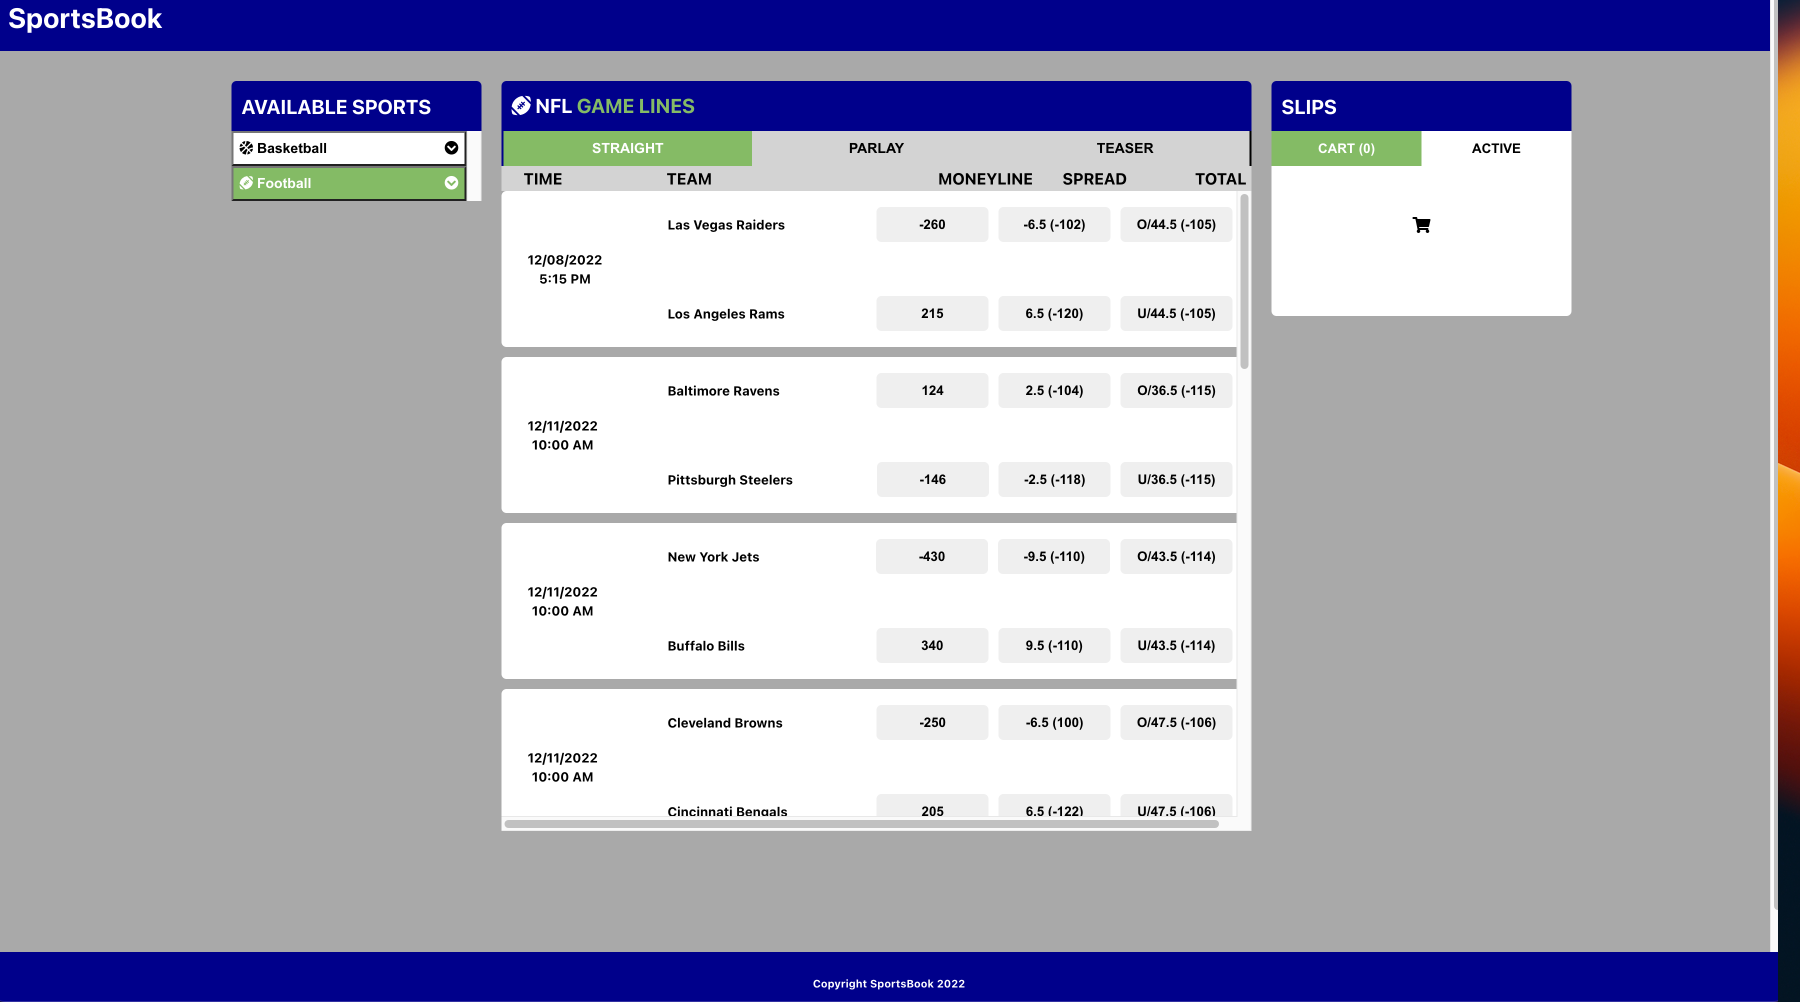 SportsBook
AVAILABLE SPORTS
Basketball
Football
NFL GAME LINES
STRAIGHT PARLAY TEASER
TIME TEAM MONEYLINE SPREAD TOTAL
Las Vegas Raiders -260 -6.5 (-102) O/44.5 (-105)
12/08/2022
5:15 PM
Los Angeles Rams 215 6.5 (-120) U/44.5 (-105)
Baltimore Ravens 124 2.5 (-104) O/36.5 (-115)
12/11/2022
10:00 AM
Pittsburgh Steelers -146 -2.5 (-118) U/36.5 (-115)
New York Jets -430 -9.5 (-110) O/43.5 (-114)
12/11/2022
10:00 AM
Buffalo Bills 340 9.5 (-110) U/43.5 (-114)
Cleveland Browns -250 -6.5 (100) O/47.5 (-106)
12/11/2022
10:00 AM
Cincinnati Bengals 205 6.5 (-122) U/47.5 (-106)
SLIPS
CART (0) ACTIVE
Copyright SportsBook 2022